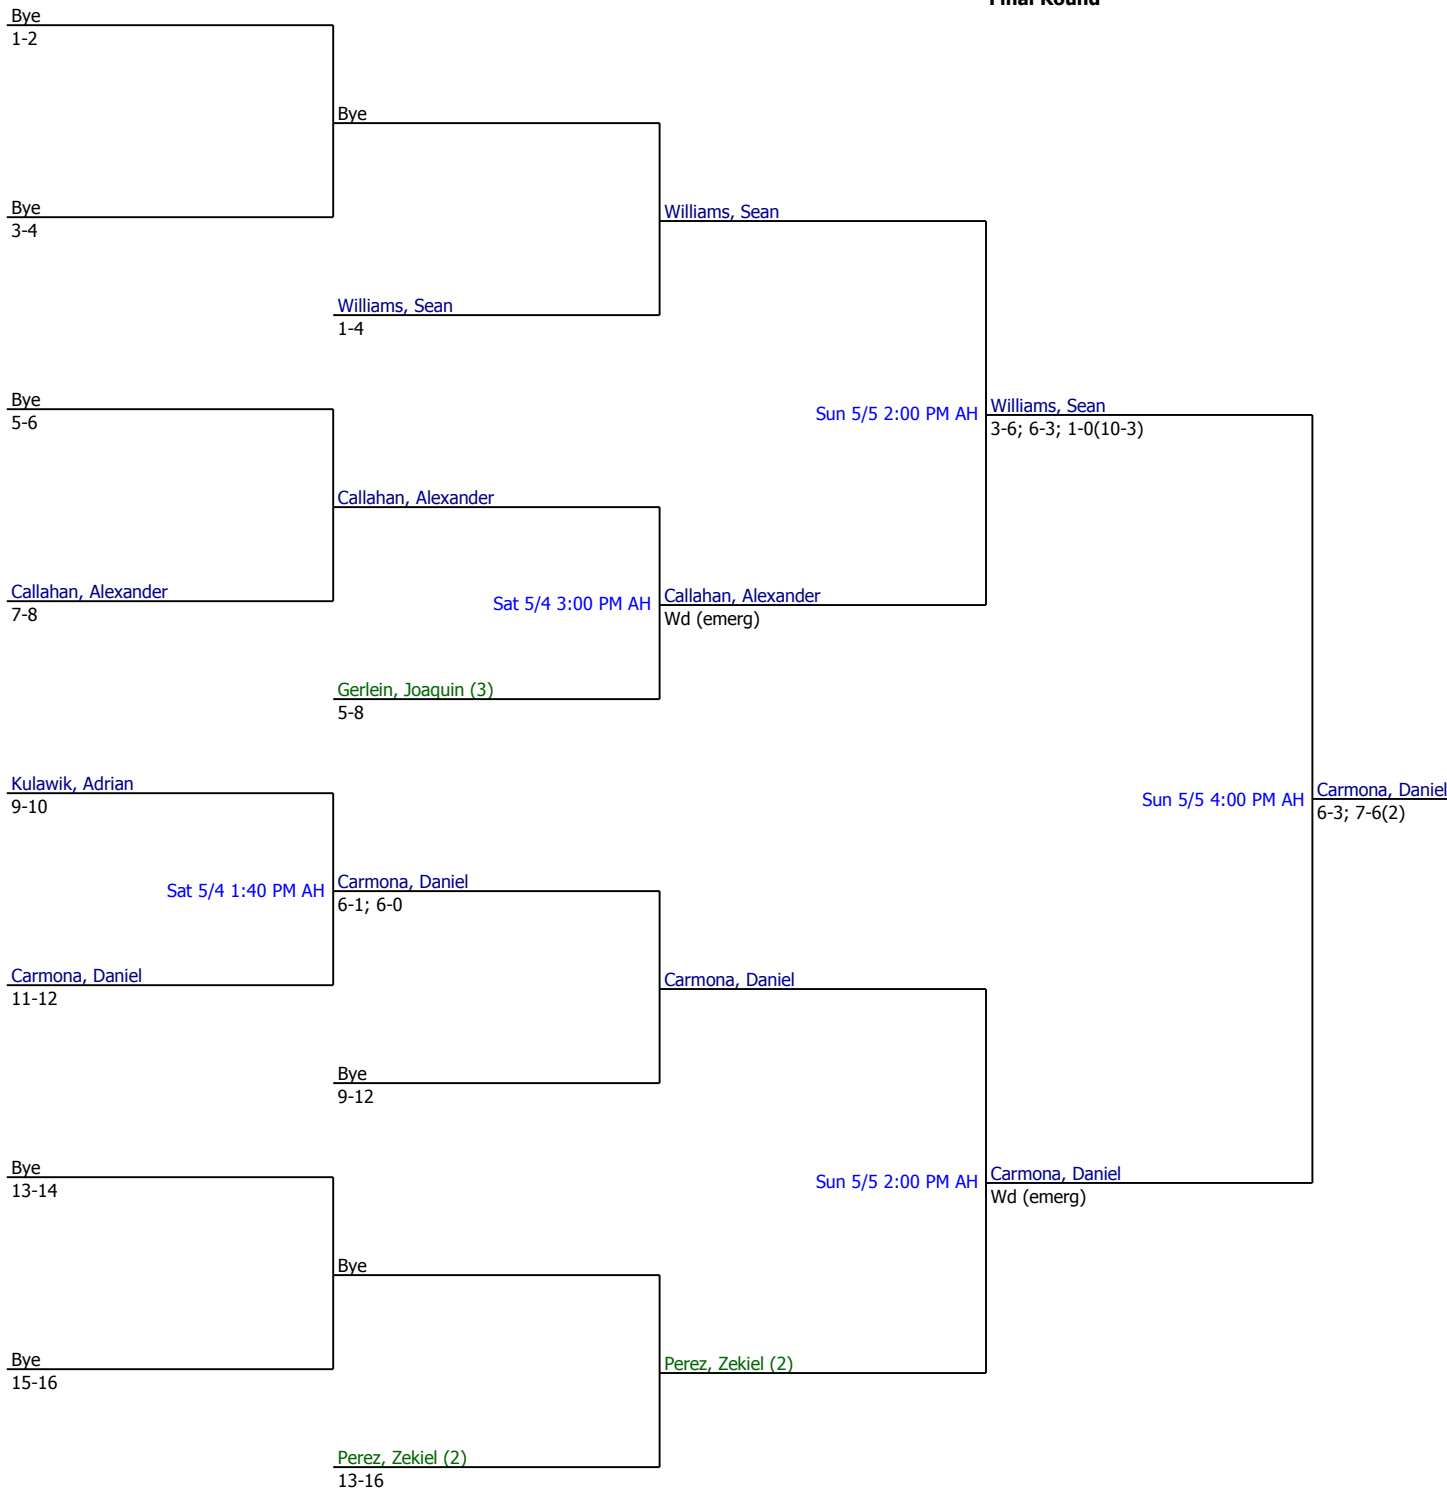 Final Round
Bye
1-2
Bye
Bye
3-4
Williams, Sean
Williams, Sean
1-4
Bye
5-6
Sun 5/5 2:00 PM AH
Williams, Sean
3-6; 6-3; 1-0(10-3)
Callahan, Alexander
Callahan, Alexander
7-8
Sat 5/4 3:00 PM AH
Callahan, Alexander
Wd (emerg)
Gerlein, Joaquin (3)
5-8
Kulawik, Adrian
9-10
Sun 5/5 4:00 PM AH
Carmona, Daniel
6-3; 7-6(2)
Sat 5/4 1:40 PM AH
Carmona, Daniel
6-1; 6-0
Carmona, Daniel
11-12
Carmona, Daniel
Bye
9-12
Bye
13-14
Sun 5/5 2:00 PM AH
Carmona, Daniel
Wd (emerg)
Bye
Bye
15-16
Perez, Zekiel (2)
Perez, Zekiel (2)
13-16